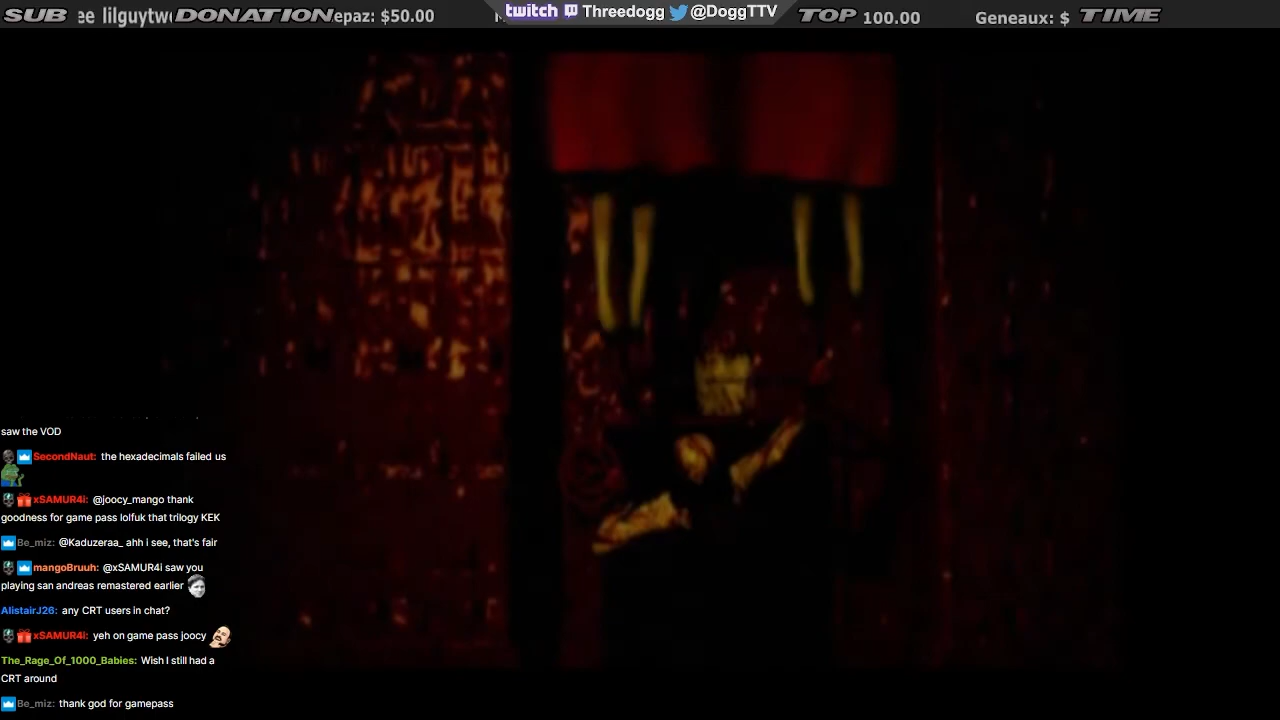 SUB ee lilguytw DONATION epaz: $50.00 twitch Threedogg @DoggTTV TOP 100.00 Geneaux: $ TIME
saw the VOD
SecondNaut: the hexadecimals failed us
xSAMUR4i: @joocy_mango thank
goodness for game pass lolfuk that trilogy KEK
Be_miz: @Kaduzeraa_ ahh i see, that's fair
mangoBruuh: @xSAMUR4i saw you
playing san andreas remastered earlier
AlistairJ26: any CRT users in chat?
xSAMUR4i: yeh on game pass joocy
The_Rage_Of_1000_Babies: Wish I still had a
CRT around
Be_miz: thank god for gamepass